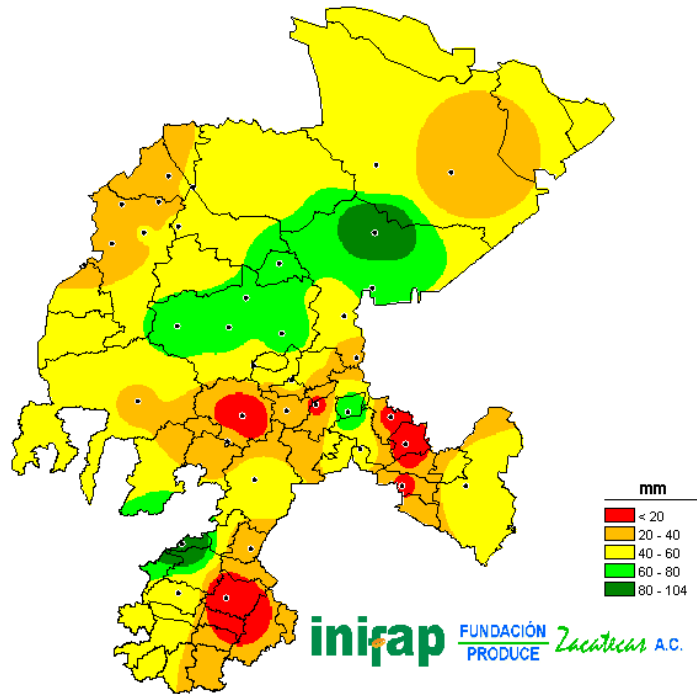 mm
< 20
20 - 40
40 - 60
60 - 80
80 - 104
inifap
FUNDACIÓN
PRODUCE
Zacatecas A.C.